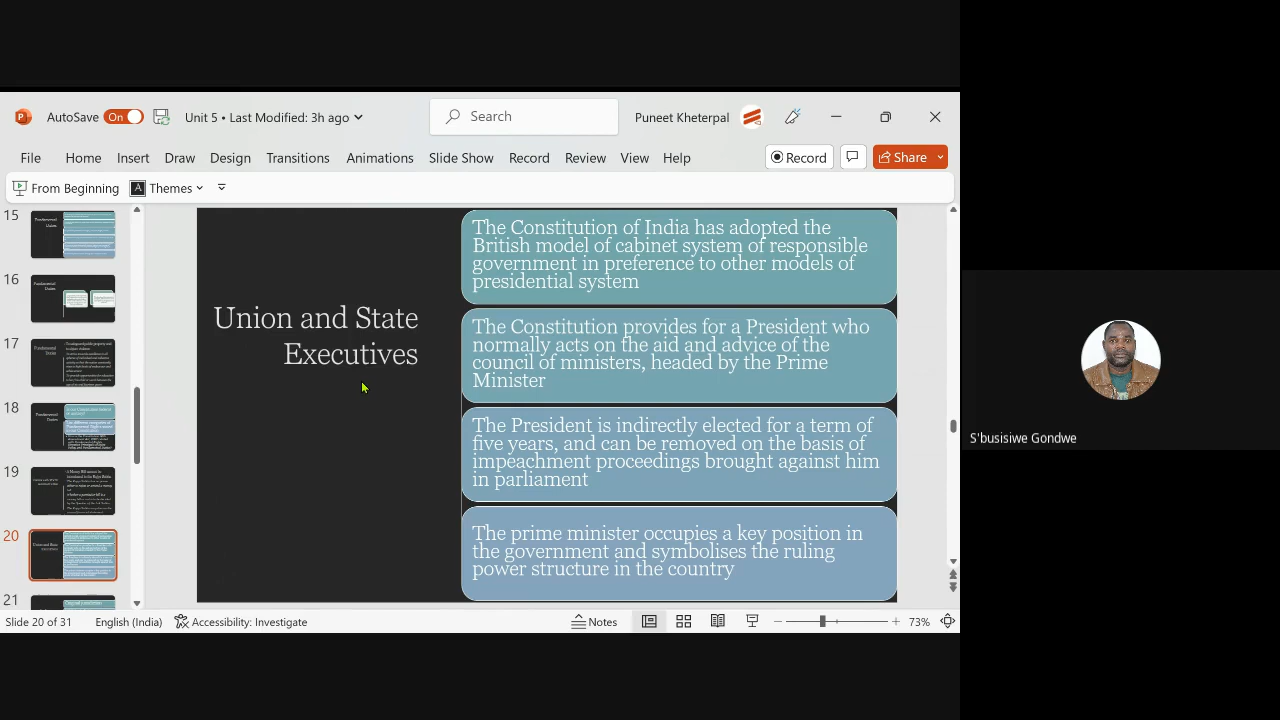 AutoSave On Unit 5 • Last Modified: 3h ago Search Puneet Kheterpal
File Home Insert Draw Design Transitions Animations Slide Show Record Review View Help Record Share
From Beginning Themes
15
16
17
18
19
20
21
Union and State
Executives
The Constitution of India has adopted the
British model of cabinet system of responsible
government in preference to other models of
presidential system
The Constitution provides for a President who
normally acts on the aid and advice of the
council of ministers, headed by the Prime
Minister
The President is indirectly elected for a term of
five years, and can be removed on the basis of
impeachment proceedings brought against him
in parliament
The prime minister occupies a key position in
the government and symbolises the ruling
power structure in the country
S'busisiwe Gondwe
Slide 20 of 31 English (India) Accessibility: Investigate Notes 73%